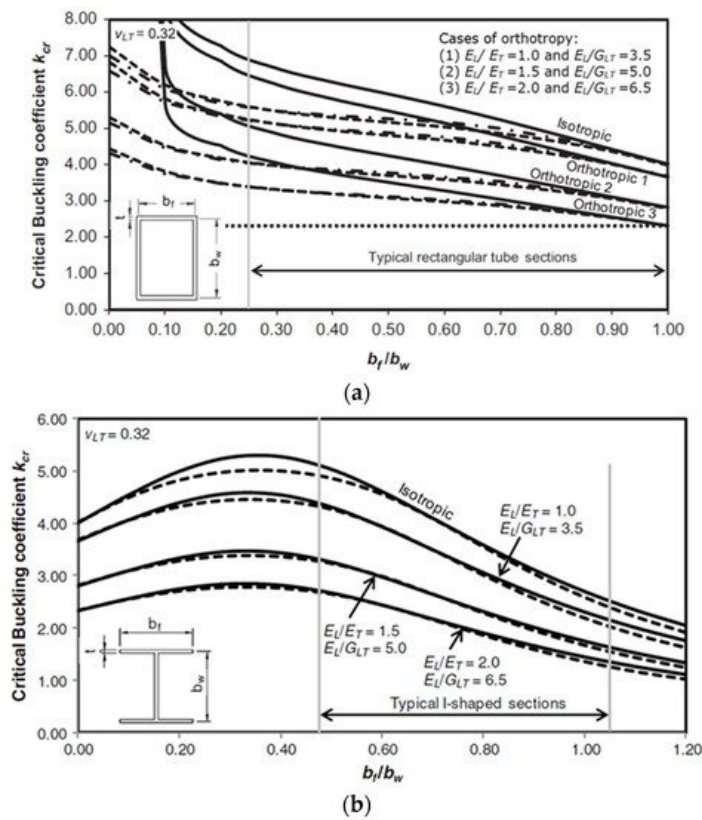 8.00
7.00
6.00
5.00
4.00
3.00
2.00
1.00
0.00
Critical Buckling coefficient kcr
νLT = 0.32
Cases of orthotropy:
(1) EL/ ET =1.0 and EL/GLT=3.5
(2) EL/ ET =1.5 and EL/GLT=5.0
(3) EL/ ET =2.0 and EL/GLT=6.5
Isotropic
Orthotropic 1
Orthotropic 2
Orthotropic 3
t
bf
bw
Typical rectangular tube sections
0.00 0.10 0.20 0.30 0.40 0.50 0.60 0.70 0.80 0.90 1.00
bf/bw
(a)
6.00
5.00
4.00
3.00
2.00
1.00
0.00
Critical Buckling coefficient kcr
νLT = 0.32
Isotropic
EL/ET = 1.0
EL/GLT = 3.5
EL/ET = 1.5
EL/GLT = 5.0
EL/ET = 2.0
EL/GLT = 6.5
bf
t
bw
Typical I-shaped sections
0.00 0.20 0.40 0.60 0.80 1.00 1.20
bf/bw
(b)